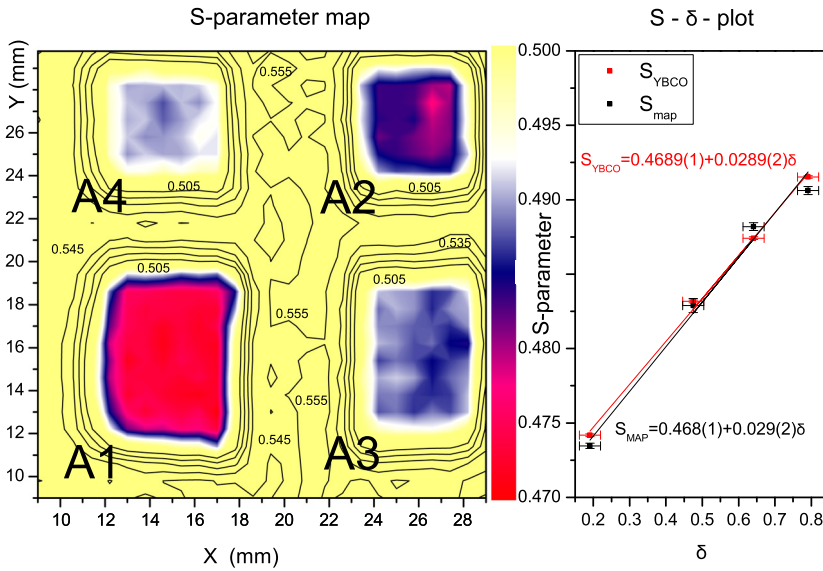 S-parameter map
S - δ - plot
Y (mm)
28
26
24
22
20
18
16
14
12
10
0.555
0.505
0.505
A4
A2
0.545
0.535
0.505
0.505
0.555
0.555
0.545
A1
A3
10 12 14 16 18 20 22 24 26 28
X (mm)
0.500
0.495
0.490
0.480
0.475
0.470
S-parameter
S_YBCO
S_map
S_YBCO=0.4689(1)+0.0289(2)δ
S_MAP=0.468(1)+0.029(2)δ
0.2 0.3 0.4 0.5 0.6 0.7 0.8
δ